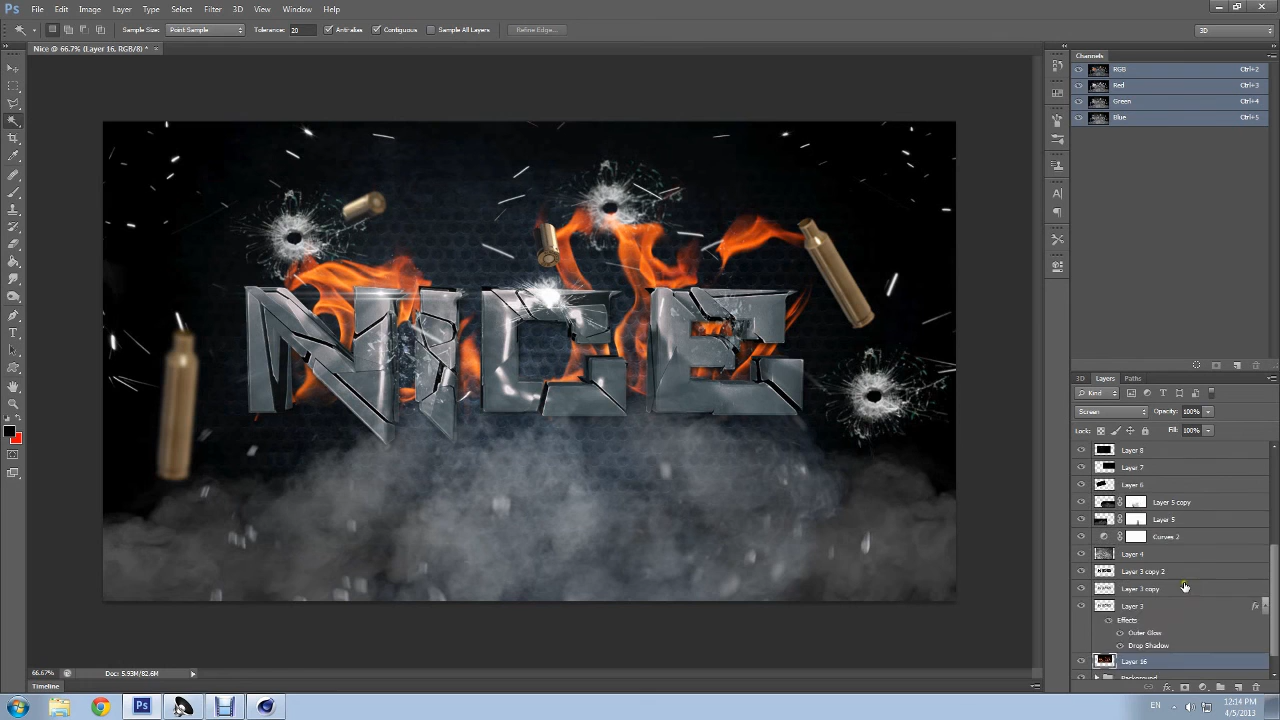 Ps File Edit Image Layer Type Select Filter 3D View Window Help
Sample Size: Point Sample Tolerance: 20 Anti-alias Contiguous Sample All Layers Refine Edge... 3D
Nice @ 66.7% (Layer 16, RGB/8) * ×
Channels
RGB Ctrl+2
Red Ctrl+3
Green Ctrl+4
Blue Ctrl+5
NICE
3D Layers Paths
Kind
Screen Opacity: 100%
Lock: Fill: 100%
Layer 8
Layer 7
Layer 6
Layer 5 copy
Layer 5
Curves 2
Layer 4
Layer 3 copy 2
Layer 3 copy
Layer 3 fx
Effects
Outer Glow
Drop Shadow
Layer 16
Background
66.67% Doc: 5.93M/82.6M
Timeline
EN 12:14 PM
4/5/2013